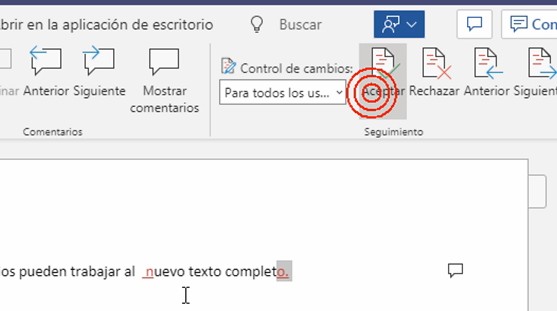 brir en la aplicación de escritorio
Buscar
Con
inar
Anterior
Siguiente
Mostrar
comentarios
Control de cambios:
Para todos los us...
Aceptar
Rechazar
Anterior
Siguient
Comentarios
Seguimiento
os pueden trabajar al nuevo texto completo.